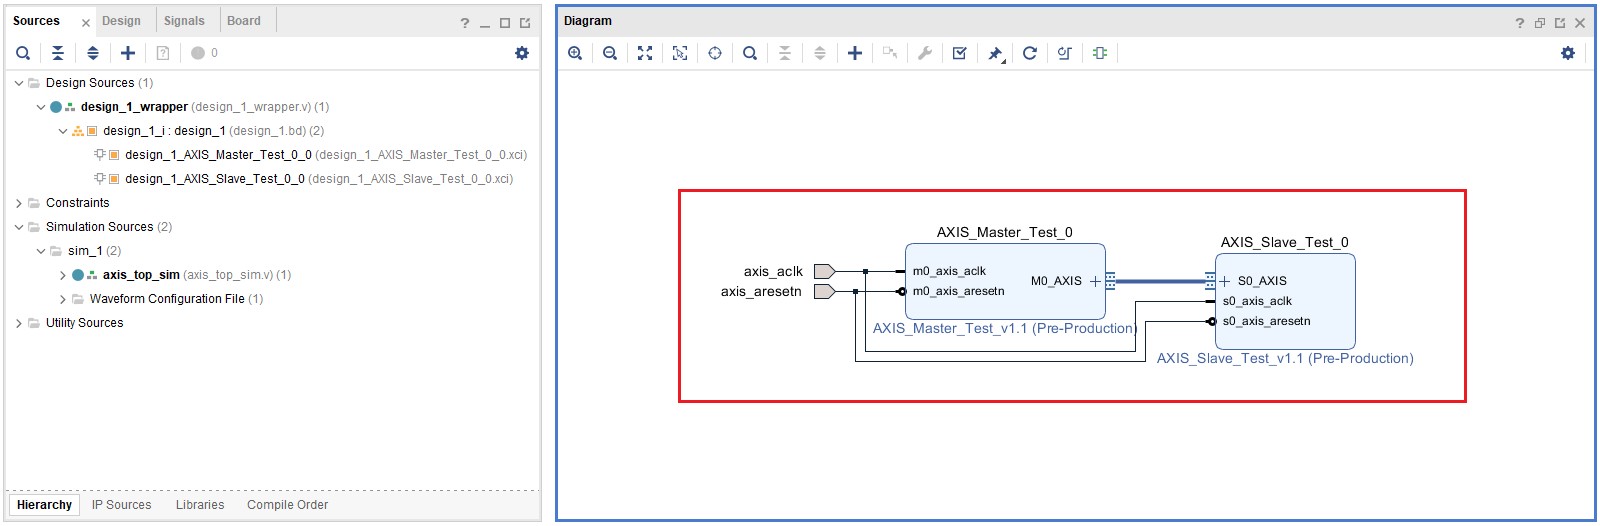 Sources Design Signals Board
0
Design Sources (1)
design_1_wrapper (design_1_wrapper.v) (1)
design_1_i : design_1 (design_1.bd) (2)
design_1_AXIS_Master_Test_0_0 (design_1_AXIS_Master_Test_0_0.xci)
design_1_AXIS_Slave_Test_0_0 (design_1_AXIS_Slave_Test_0_0.xci)
Constraints
Simulation Sources (2)
sim_1 (2)
axis_top_sim (axis_top_sim.v) (1)
Waveform Configuration File (1)
Utility Sources
Hierarchy IP Sources Libraries Compile Order
Diagram
AXIS_Master_Test_0
axis_aclk
axis_aresetn
m0_axis_aclk
m0_axis_aresetn
M0_AXIS
AXIS_Master_Test_v1.1 (Pre-Production)
AXIS_Slave_Test_0
S0_AXIS
s0_axis_aclk
s0_axis_aresetn
AXIS_Slave_Test_v1.1 (Pre-Production)